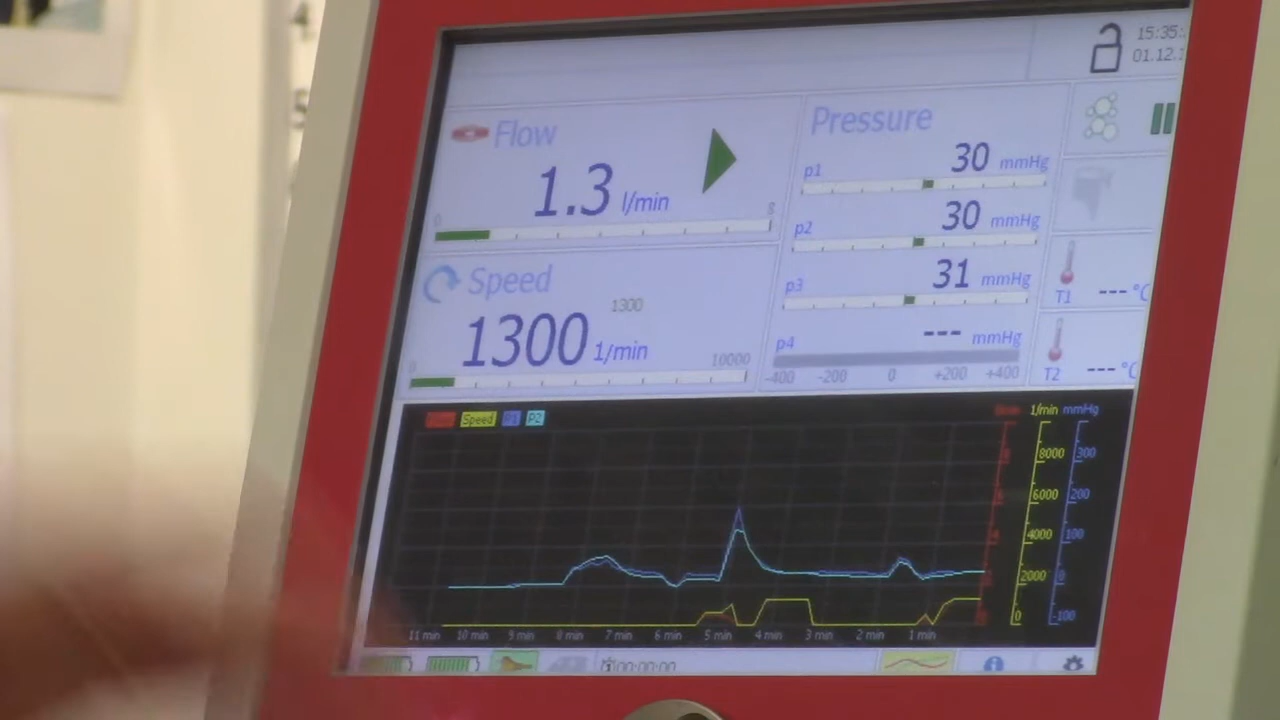 15:35:
01.12.
Flow
1.3 l/min
0 8
Speed
1300
1300 1/min
0 10000
Pressure
p1 30 mmHg
p2 30 mmHg
p3 31 mmHg
p4 --- mmHg
-400 -200 0 +200 +400
T1 --- °C
T2 --- °C
Speed P1 P2
1/min mmHg
8000 300
6000 200
4000 100
2000 0
0 -100
11 min 10 min 9 min 8 min 7 min 6 min 5 min 4 min 3 min 2 min 1 min
00:00:00